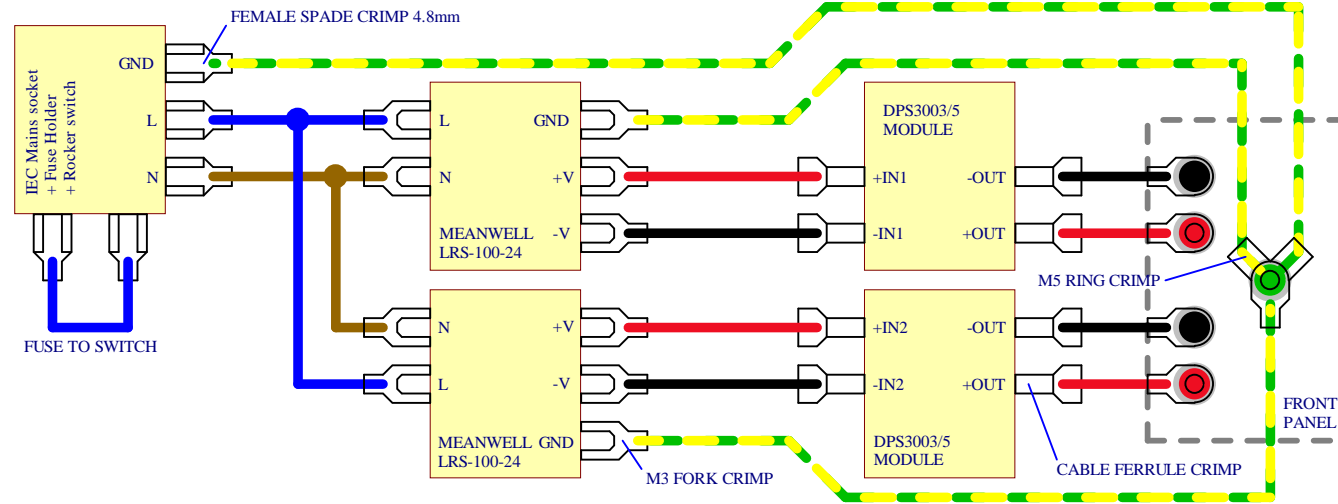 FEMALE SPADE CRIMP 4.8mm
IEC Mains socket
+ Fuse Holder
+ Rocker switch
GND
L
N
FUSE TO SWITCH
L
N
GND
+V
-V
MEANWELL
LRS-100-24
DPS3003/5
MODULE
+IN1
-IN1
-OUT
+OUT
M5 RING CRIMP
N
L
+V
-V
GND
MEANWELL
LRS-100-24
M3 FORK CRIMP
+IN2
-IN2
-OUT
+OUT
DPS3003/5
MODULE
CABLE FERRULE CRIMP
FRONT
PANEL